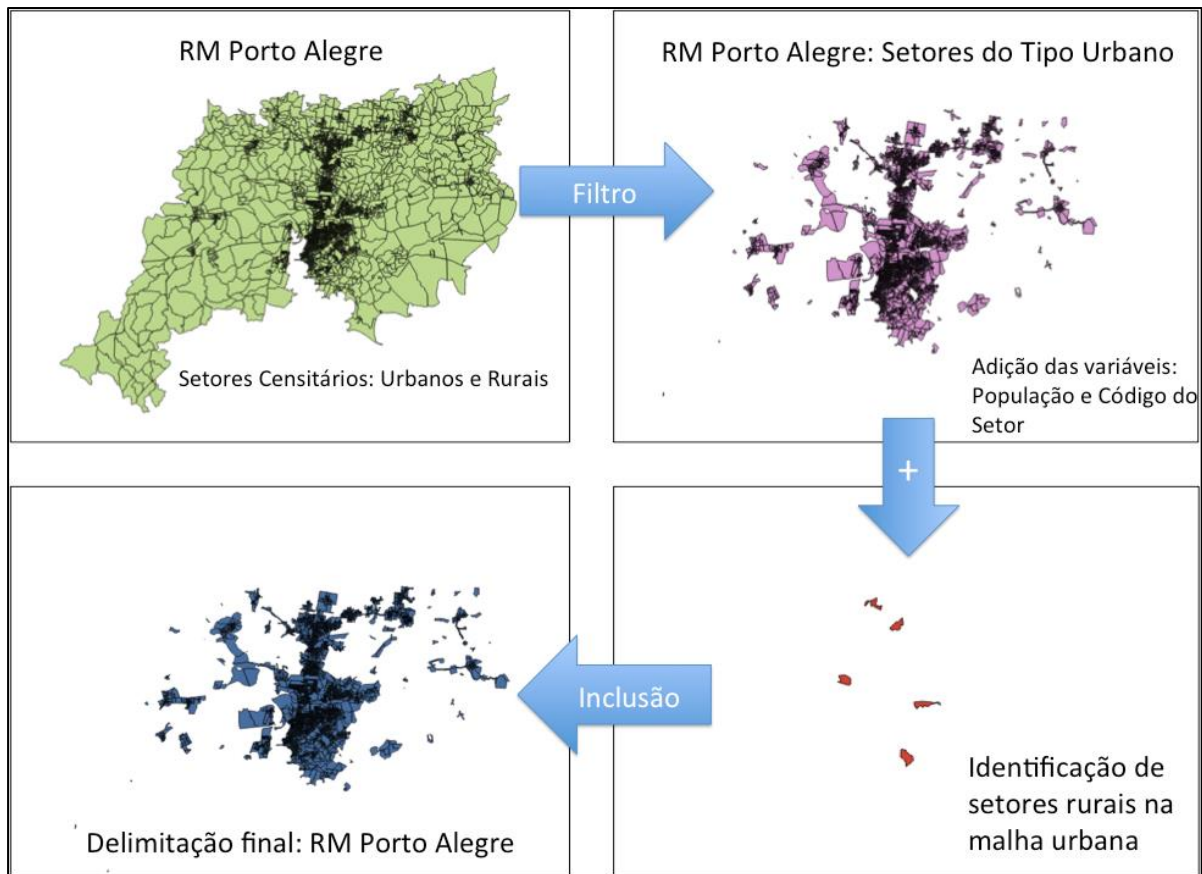 RM Porto Alegre
Setores Censitários: Urbanos e Rurais
Filtro
RM Porto Alegre: Setores do Tipo Urbano
Adição das variáveis:
População e Código do
Setor
+
Identificação de
setores rurais na
malha urbana
Inclusão
Delimitação final: RM Porto Alegre